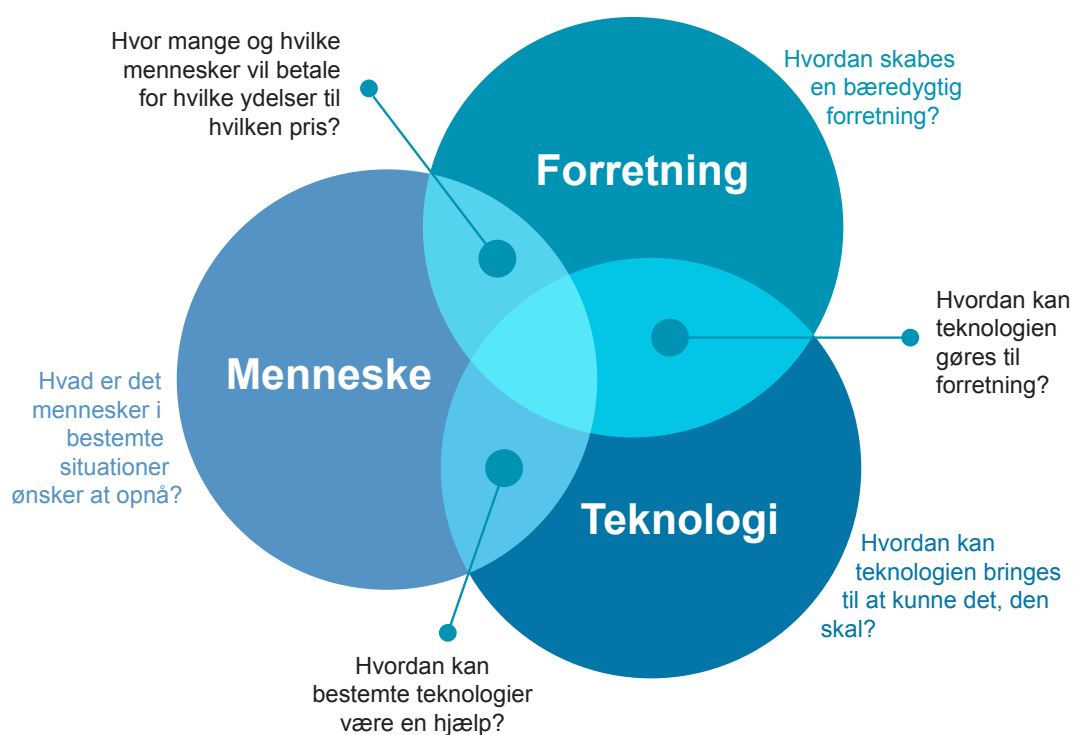 Hvor mange og hvilke
mennesker vil betale
for hvilke ydelser til
hvilken pris?
Hvordan skabes
en bæredygtig
forretning?
Forretning
Hvordan kan
teknologien
gøres til
forretning?
Menneske
Hvad er det
mennesker i
bestemte
situationer
ønsker at opnå?
Teknologi
Hvordan kan
teknologien bringes
til at kunne det, den
skal?
Hvordan kan
bestemte teknologier
være en hjælp?